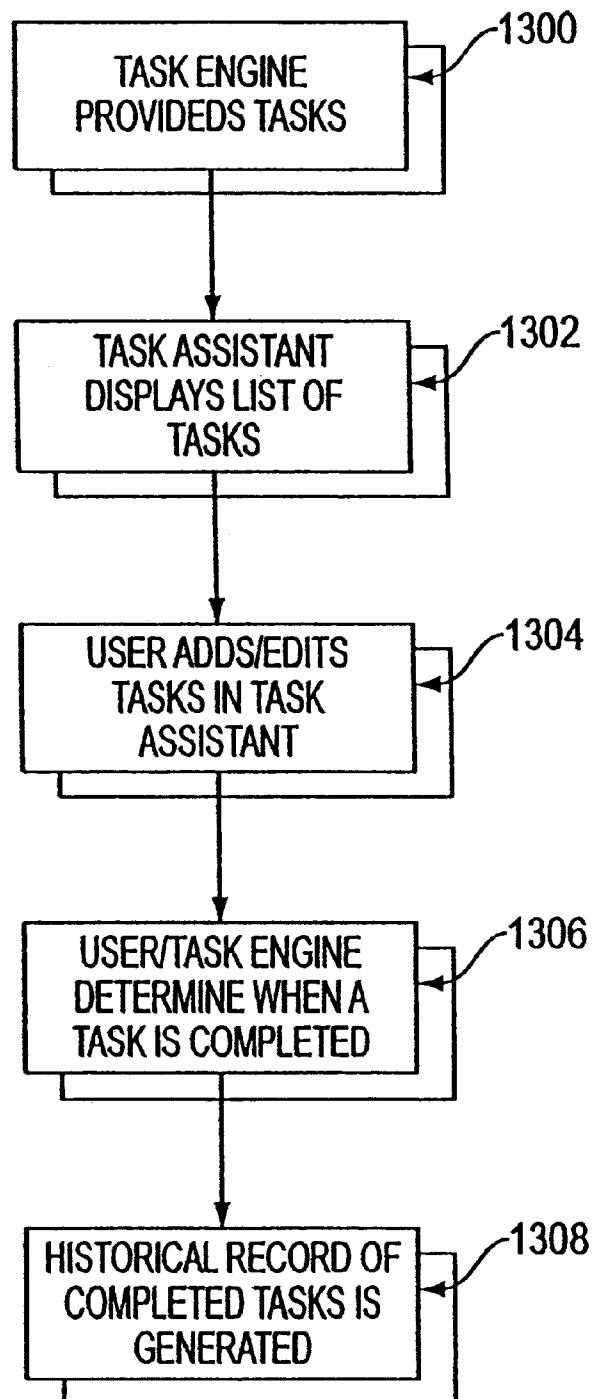 1300
TASK ENGINE
PROVIDEDS TASKS
1302
TASK ASSISTANT
DISPLAYS LIST OF
TASKS
1304
USER ADDS/EDITS
TASKS IN TASK
ASSISTANT
1306
USER/TASK ENGINE
DETERMINE WHEN A
TASK IS COMPLETED
1308
HISTORICAL RECORD OF
COMPLETED TASKS IS
GENERATED